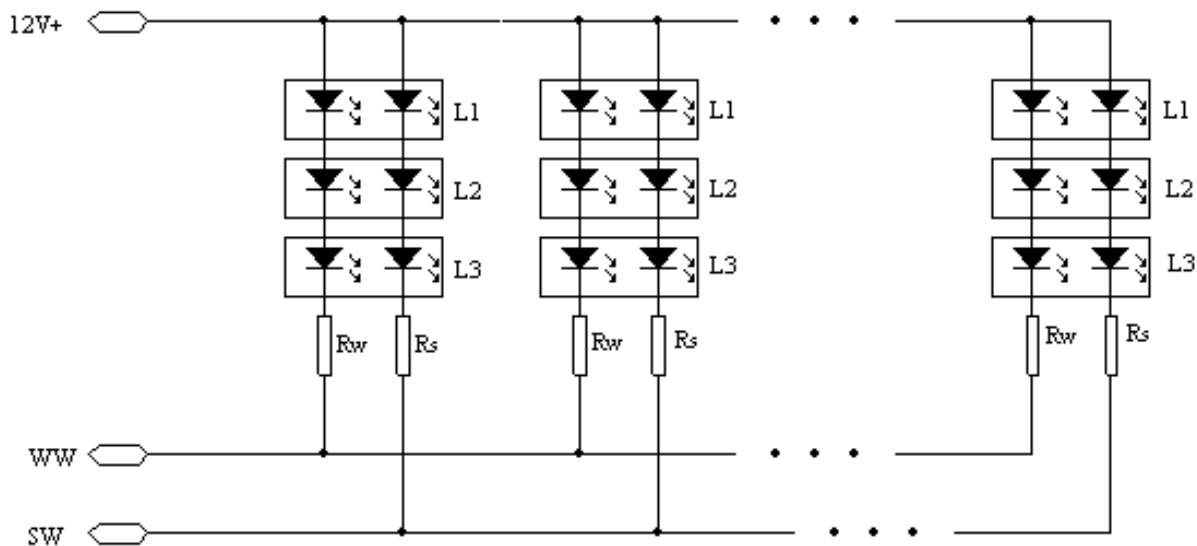 12V+
L1 L1 L1
L2 L2 L2
L3 L3 L3
Rw Rs Rw Rs Rw Rs
WW
SW